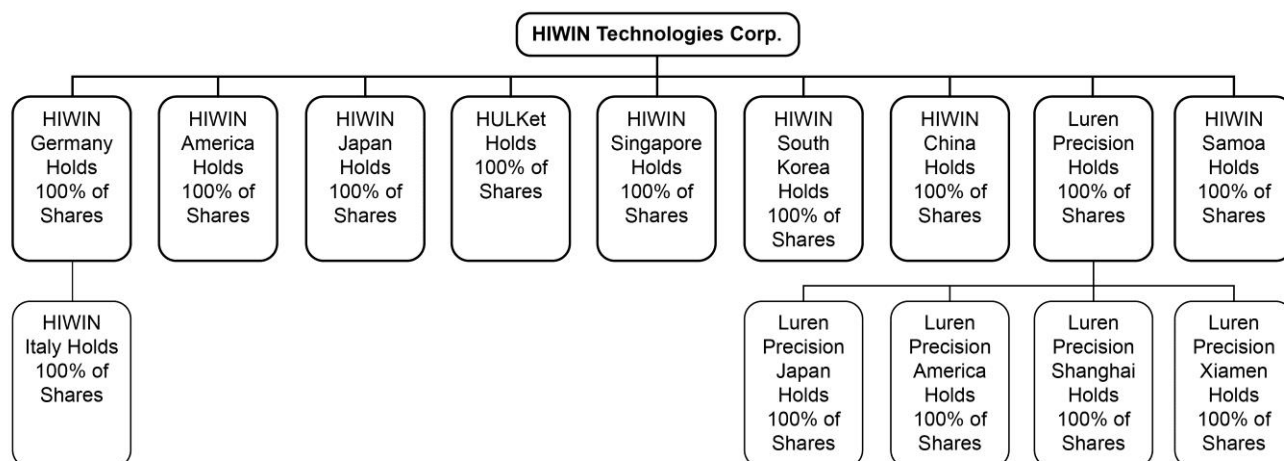 HIWIN Technologies Corp.
HIWIN
Germany
Holds
100% of
Shares
HIWIN
America
Holds
100% of
Shares
HIWIN
Japan
Holds
100% of
Shares
HULKet
Holds
100% of
Shares
HIWIN
Singapore
Holds
100% of
Shares
HIWIN
South
Korea
Holds
100% of
Shares
HIWIN
China
Holds
100% of
Shares
Luren
Precision
Holds
100% of
Shares
HIWIN
Samoa
Holds
100% of
Shares
HIWIN
Italy Holds
100% of
Shares
Luren
Precision
Japan
Holds
100% of
Shares
Luren
Precision
America
Holds
100% of
Shares
Luren
Precision
Shanghai
Holds
100% of
Shares
Luren
Precision
Xiamen
Holds
100% of
Shares